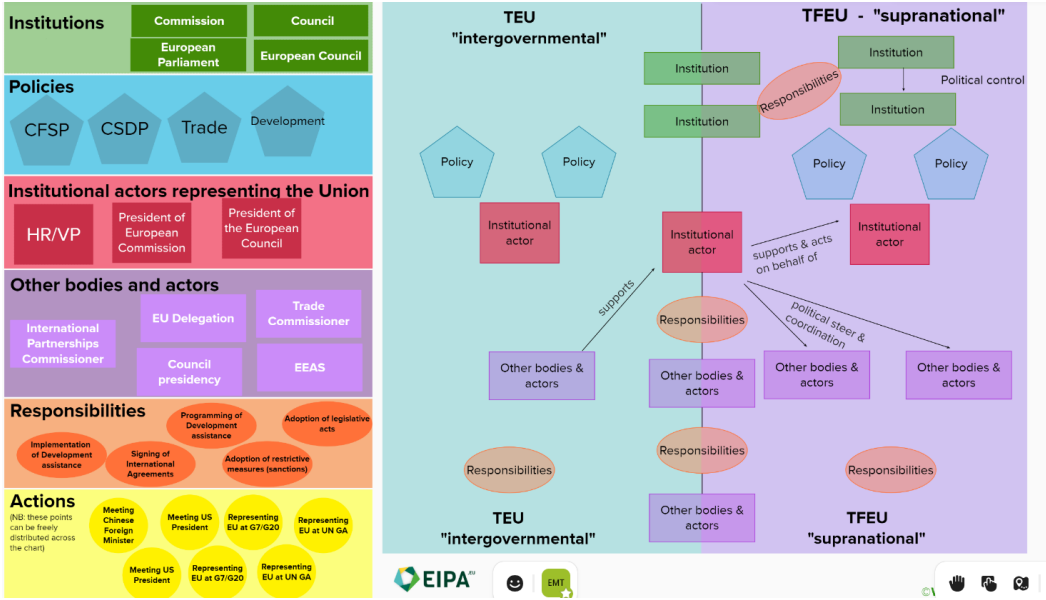 Institutions
Commission
Council
European
Parliament
European Council
Policies
CFSP
CSDP
Trade
Development
Institutional actors representing the Union
HR/VP
President of
European
Commission
President of
the European
Council
Other bodies and actors
International
Partnerships
Commissioner
EU Delegation
Trade
Commissioner
Council
presidency
EEAS
Responsibilities
Implementation
of Development
assistance
Programming of
Development
assistance
Signing of
International
Agreements
Adoption of legislative
acts
Adoption of restrictive
measures (sanctions)
Actions
(NB: these points
can be freely
distributed across
the chart)
Meeting
Chinese
Foreign
Minister
Meeting US
President
Representing
EU at G7/G20
Representing
EU at UN GA
Meeting US
President
Representing
EU at G7/G20
Representing
EU at UN GA
TEU
"intergovernmental"
TFEU - "supranational"
Institution
Institution
Responsibilities
Institution
Political control
Institution
Policy
Policy
Policy
Policy
Institutional
actor
Institutional
actor
Institutional
actor
supports & acts
on behalf of
supports
Responsibilities
political steer &
coordination
Other bodies &
actors
Other bodies &
actors
Other bodies &
actors
Other bodies &
actors
Responsibilities
Responsibilities
Responsibilities
Other bodies &
actors
TEU
"intergovernmental"
TFEU
"supranational"
EIPA
EMT